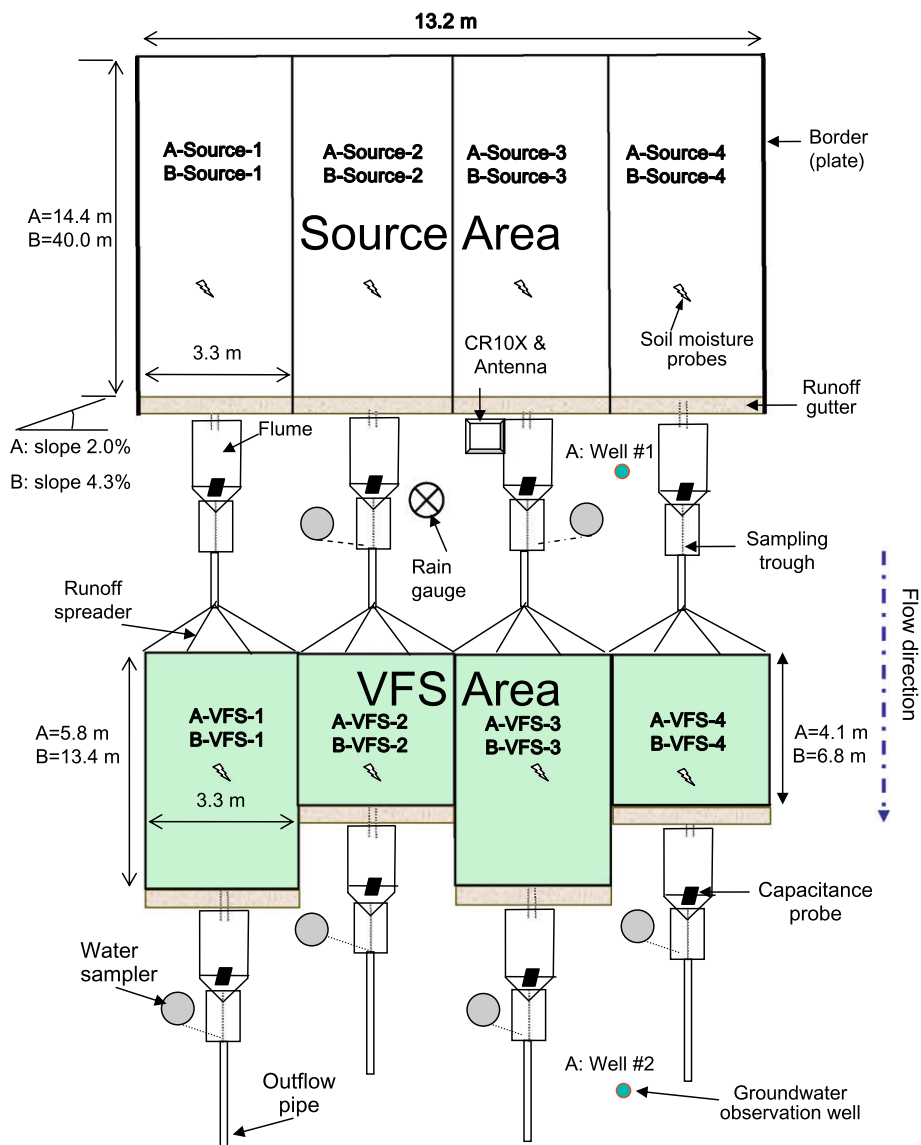 13.2 m
A-Source-1
B-Source-1
A-Source-2
B-Source-2
A-Source-3
B-Source-3
A-Source-4
B-Source-4
Border
(plate)
A=14.4 m
B=40.0 m
Source Area
3.3 m
CR10X &
Antenna
Soil moisture
probes
Runoff
gutter
A: slope 2.0%
B: slope 4.3%
Flume
A: Well #1
Rain
gauge
Sampling
trough
Runoff
spreader
Flow direction
VFS Area
A-VFS-1
B-VFS-1
A-VFS-2
B-VFS-2
A-VFS-3
B-VFS-3
A-VFS-4
B-VFS-4
A=5.8 m
B=13.4 m
A=4.1 m
B=6.8 m
3.3 m
Capacitance
probe
Water
sampler
A: Well #2
Outflow
pipe
Groundwater
observation well